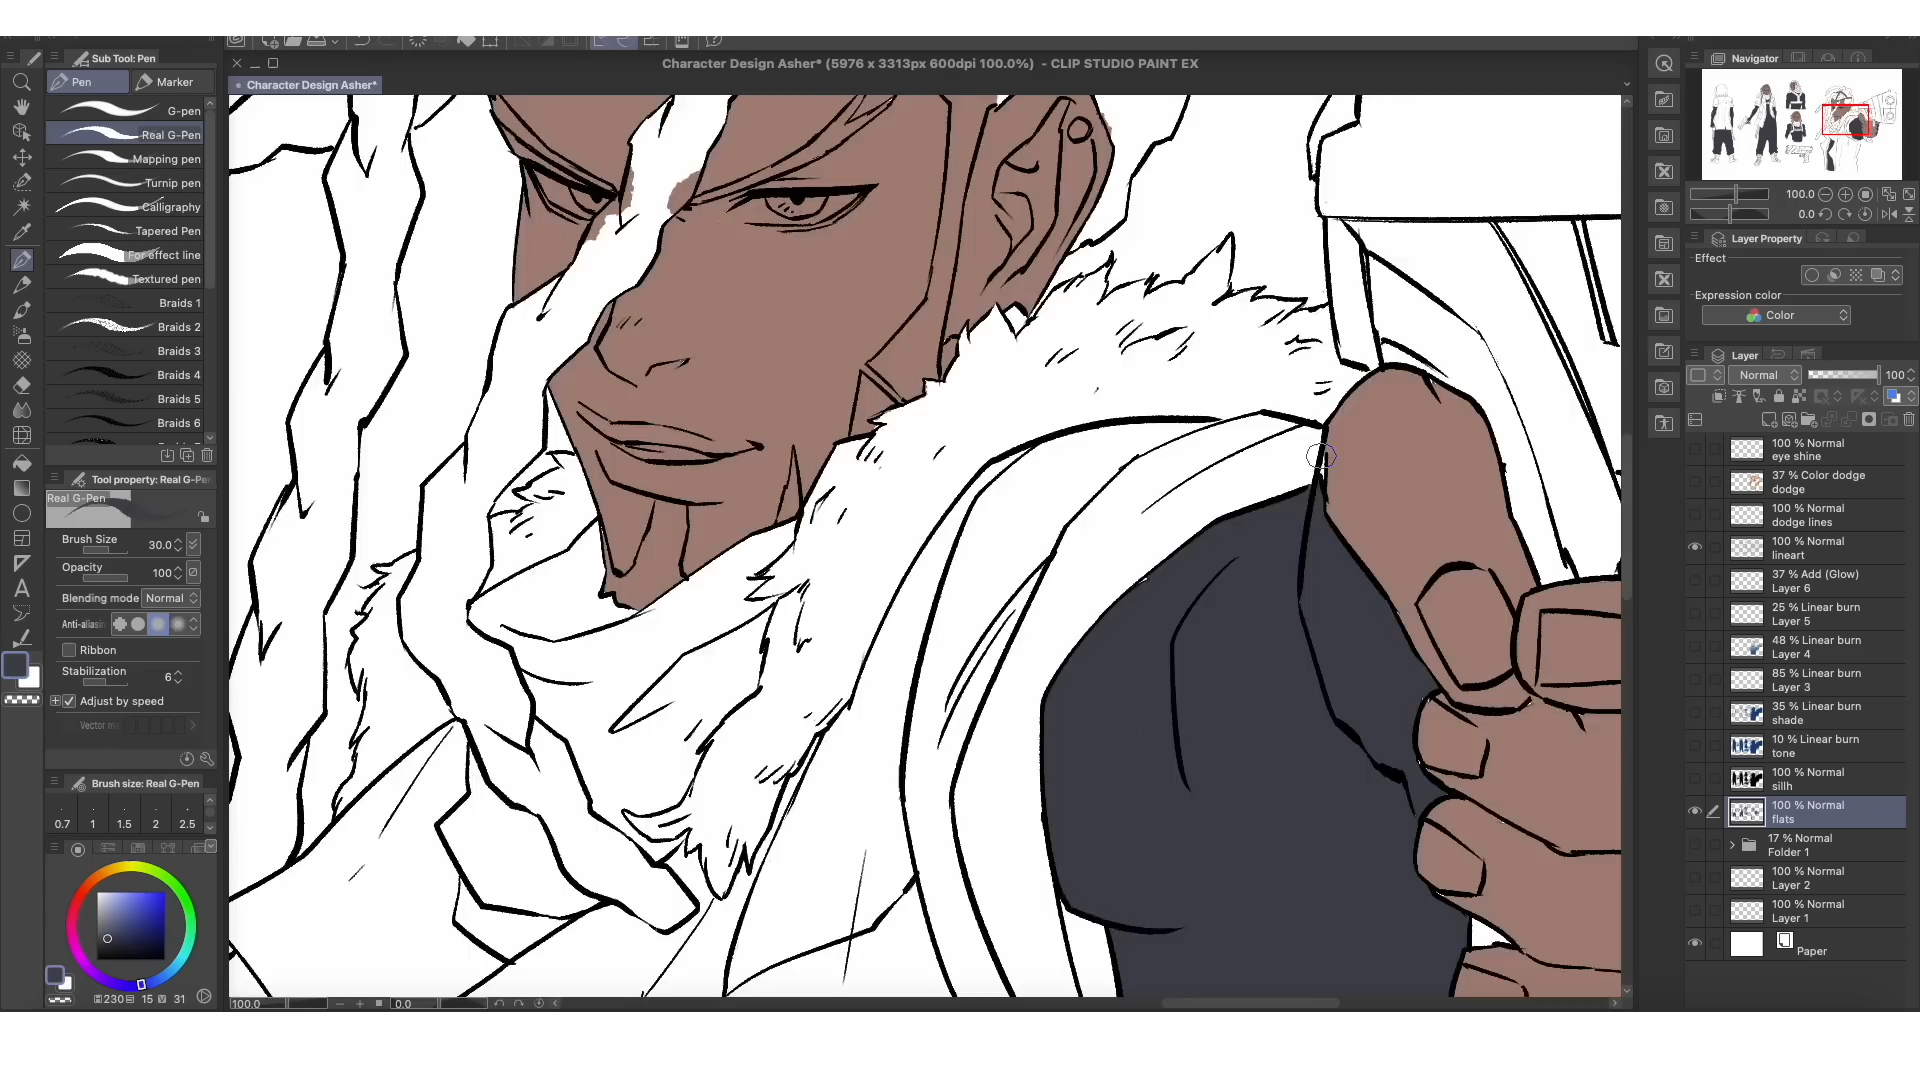 Character Design Asher* (5976 x 3313px 600dpi 100.0%)  - CLIP STUDIO PAINT EX
Character Design Asher*
Sub Tool: Pen
Pen
Marker
G-pen
Real G-Pen
Mapping pen
Turnip pen
Calligraphy
Tapered Pen
For effect line
Textured pen
Braids 1
Braids 2
Braids 3
Braids 4
Braids 5
Braids 6
Tool property: Real G-Per
Real G-Pen
Brush Size
30.0
Opacity
100
Blending mode
Normal
Anti-aliasin
Ribbon
Stabilization
6
Adjust by speed
Vector m
Brush size: Real G-Pen
0.7 1 1.5 2 2.5
230 15 V 31
100.0
0.0
Navigator
100.0
0.0
Layer Property
Effect
Expression color
Color
Layer
Normal
100
100 % Normal
eye shine
37 % Color dodge
dodge
100 % Normal
dodge lines
100 % Normal
lineart
37 % Add (Glow)
Layer 6
25 % Linear burn
Layer 5
48 % Linear burn
Layer 4
85 % Linear burn
Layer 3
35 % Linear burn
shade
10 % Linear burn
tone
100 % Normal
sillh
100 % Normal
flats
17 % Normal
Folder 1
100 % Normal
Layer 2
100 % Normal
Layer 1
Paper